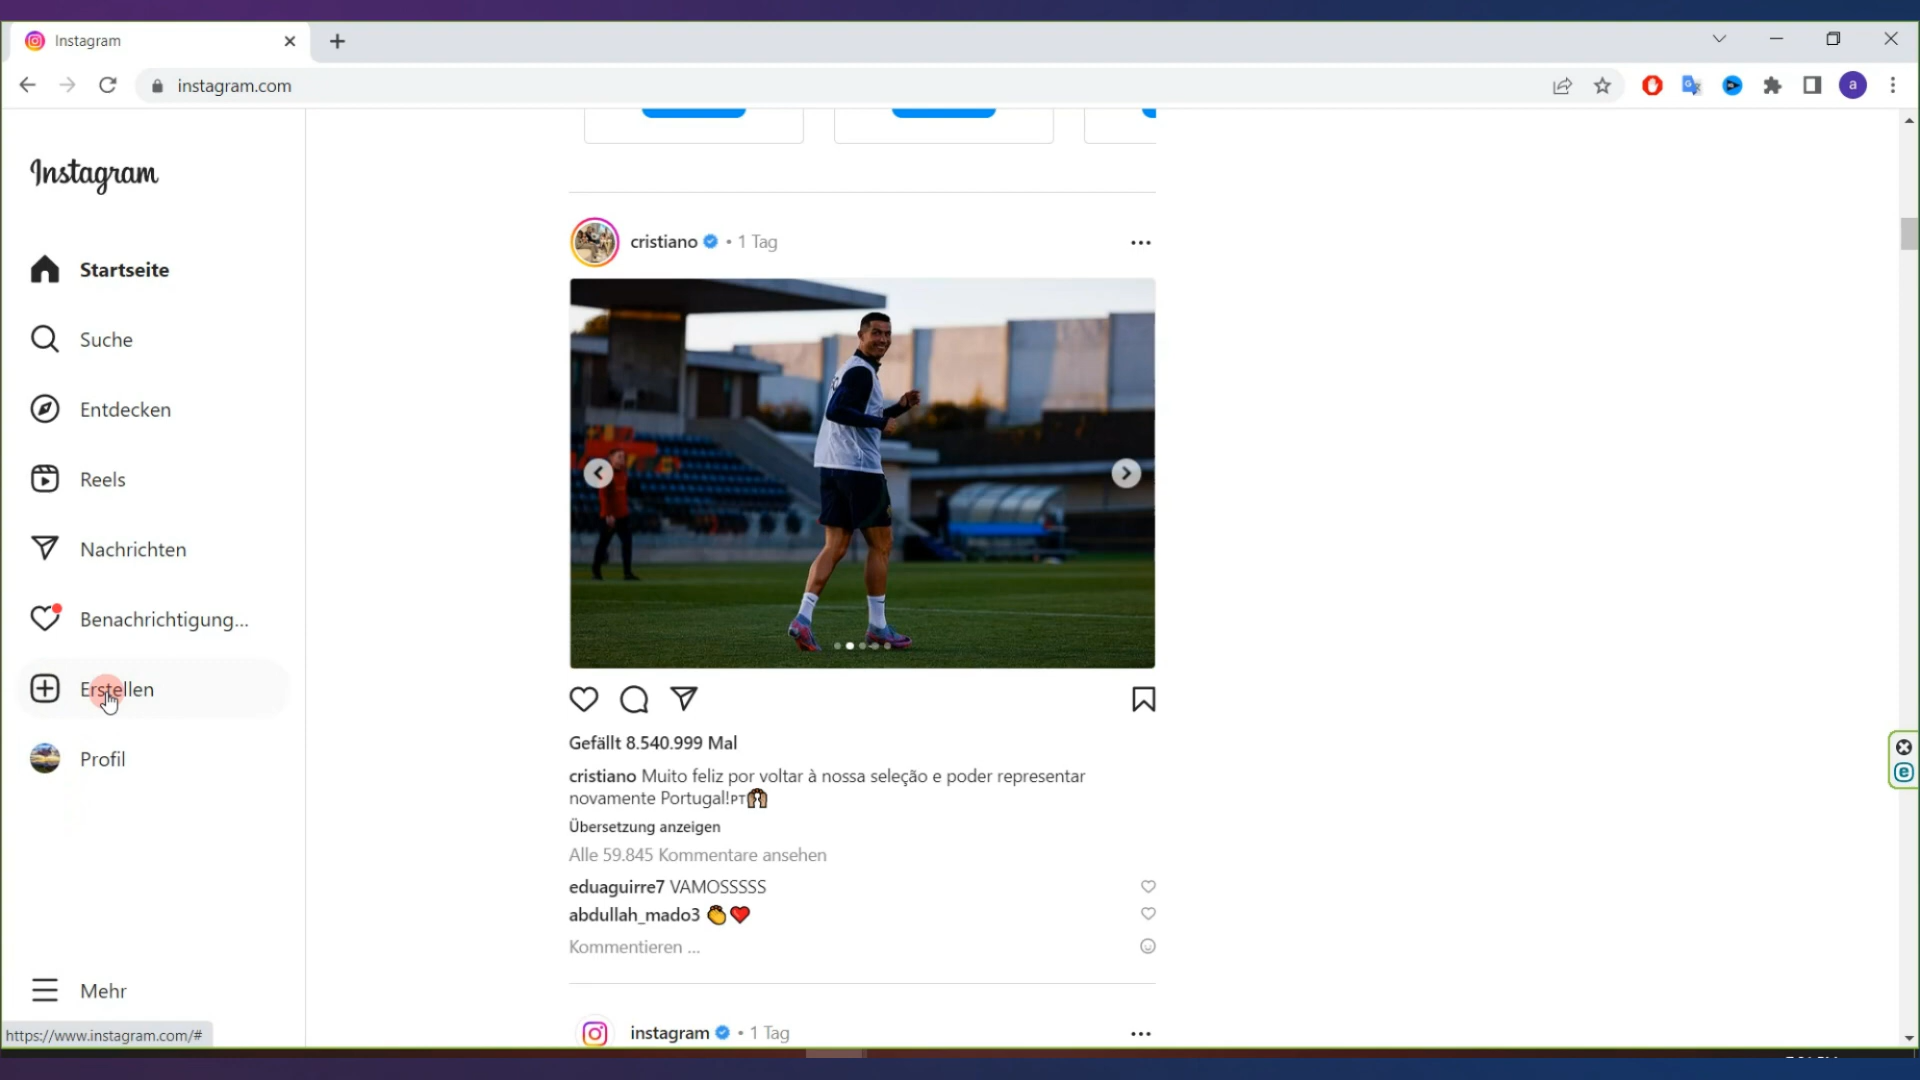 Instagram
instagram.com
a
Instagram
Startseite
Suche
Entdecken
Reels
Nachrichten
Benachrichtigung...
Erstellen
Profil
Mehr
https://www.instagram.com/#
cristiano • 1 Tag
Gefällt 8.540.999 Mal
cristiano Muito feliz por voltar à nossa seleção e poder representar
novamente Portugal!PT
Übersetzung anzeigen
Alle 59.845 Kommentare ansehen
eduaguirre7 VAMOSSSSS
abdullah_mado3 👏❤️
Kommentieren ...
instagram • 1 Tag